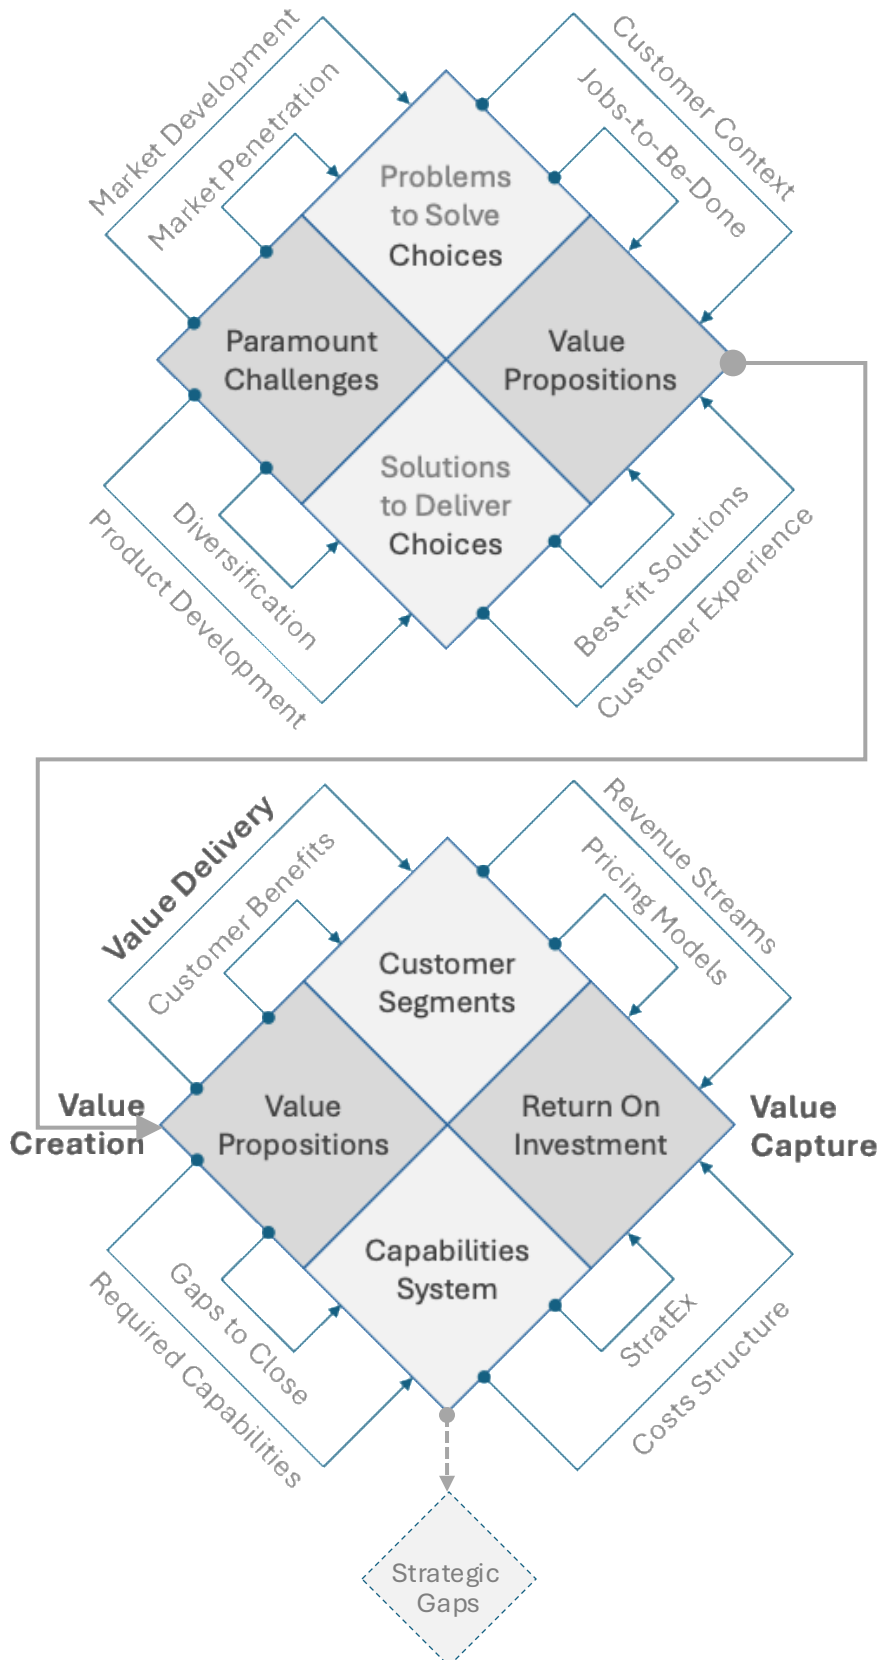 Market Development
Market Penetration
Customer Context
Jobs-to-Be-Done
Problems
to Solve
Choices
Paramount
Challenges
Value
Propositions
Solutions
to Deliver
Choices
Diversification
Product Development
Best-fit Solutions
Customer Experience
Value Delivery
Customer Benefits
Revenue Streams
Pricing Models
Customer
Segments
Value
Creation
Value
Propositions
Return On
Investment
Value
Capture
Capabilities
System
Gaps to Close
Required Capabilities
StratEx
Costs Structure
Strategic
Gaps